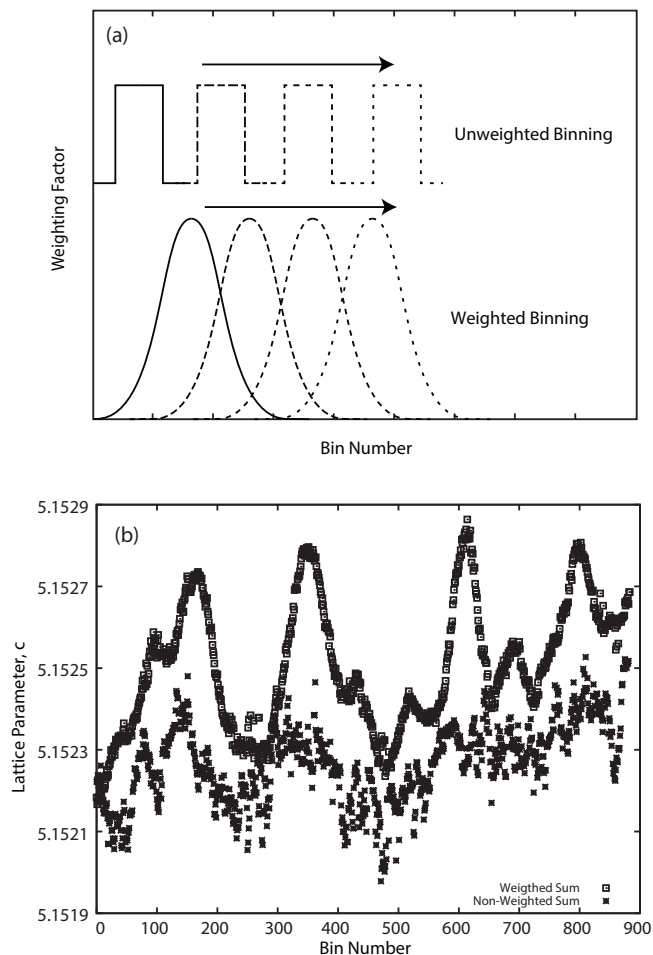 (a)
Weighting Factor
Unweighted Binning
Weighted Binning
Bin Number
(b)
Lattice Parameter, c
5.1529
5.1527
5.1525
5.1523
5.1521
5.1519
Weigthed Sum
Non-Weighted Sum
0 100 200 300 400 500 600 700 800 900
Bin Number